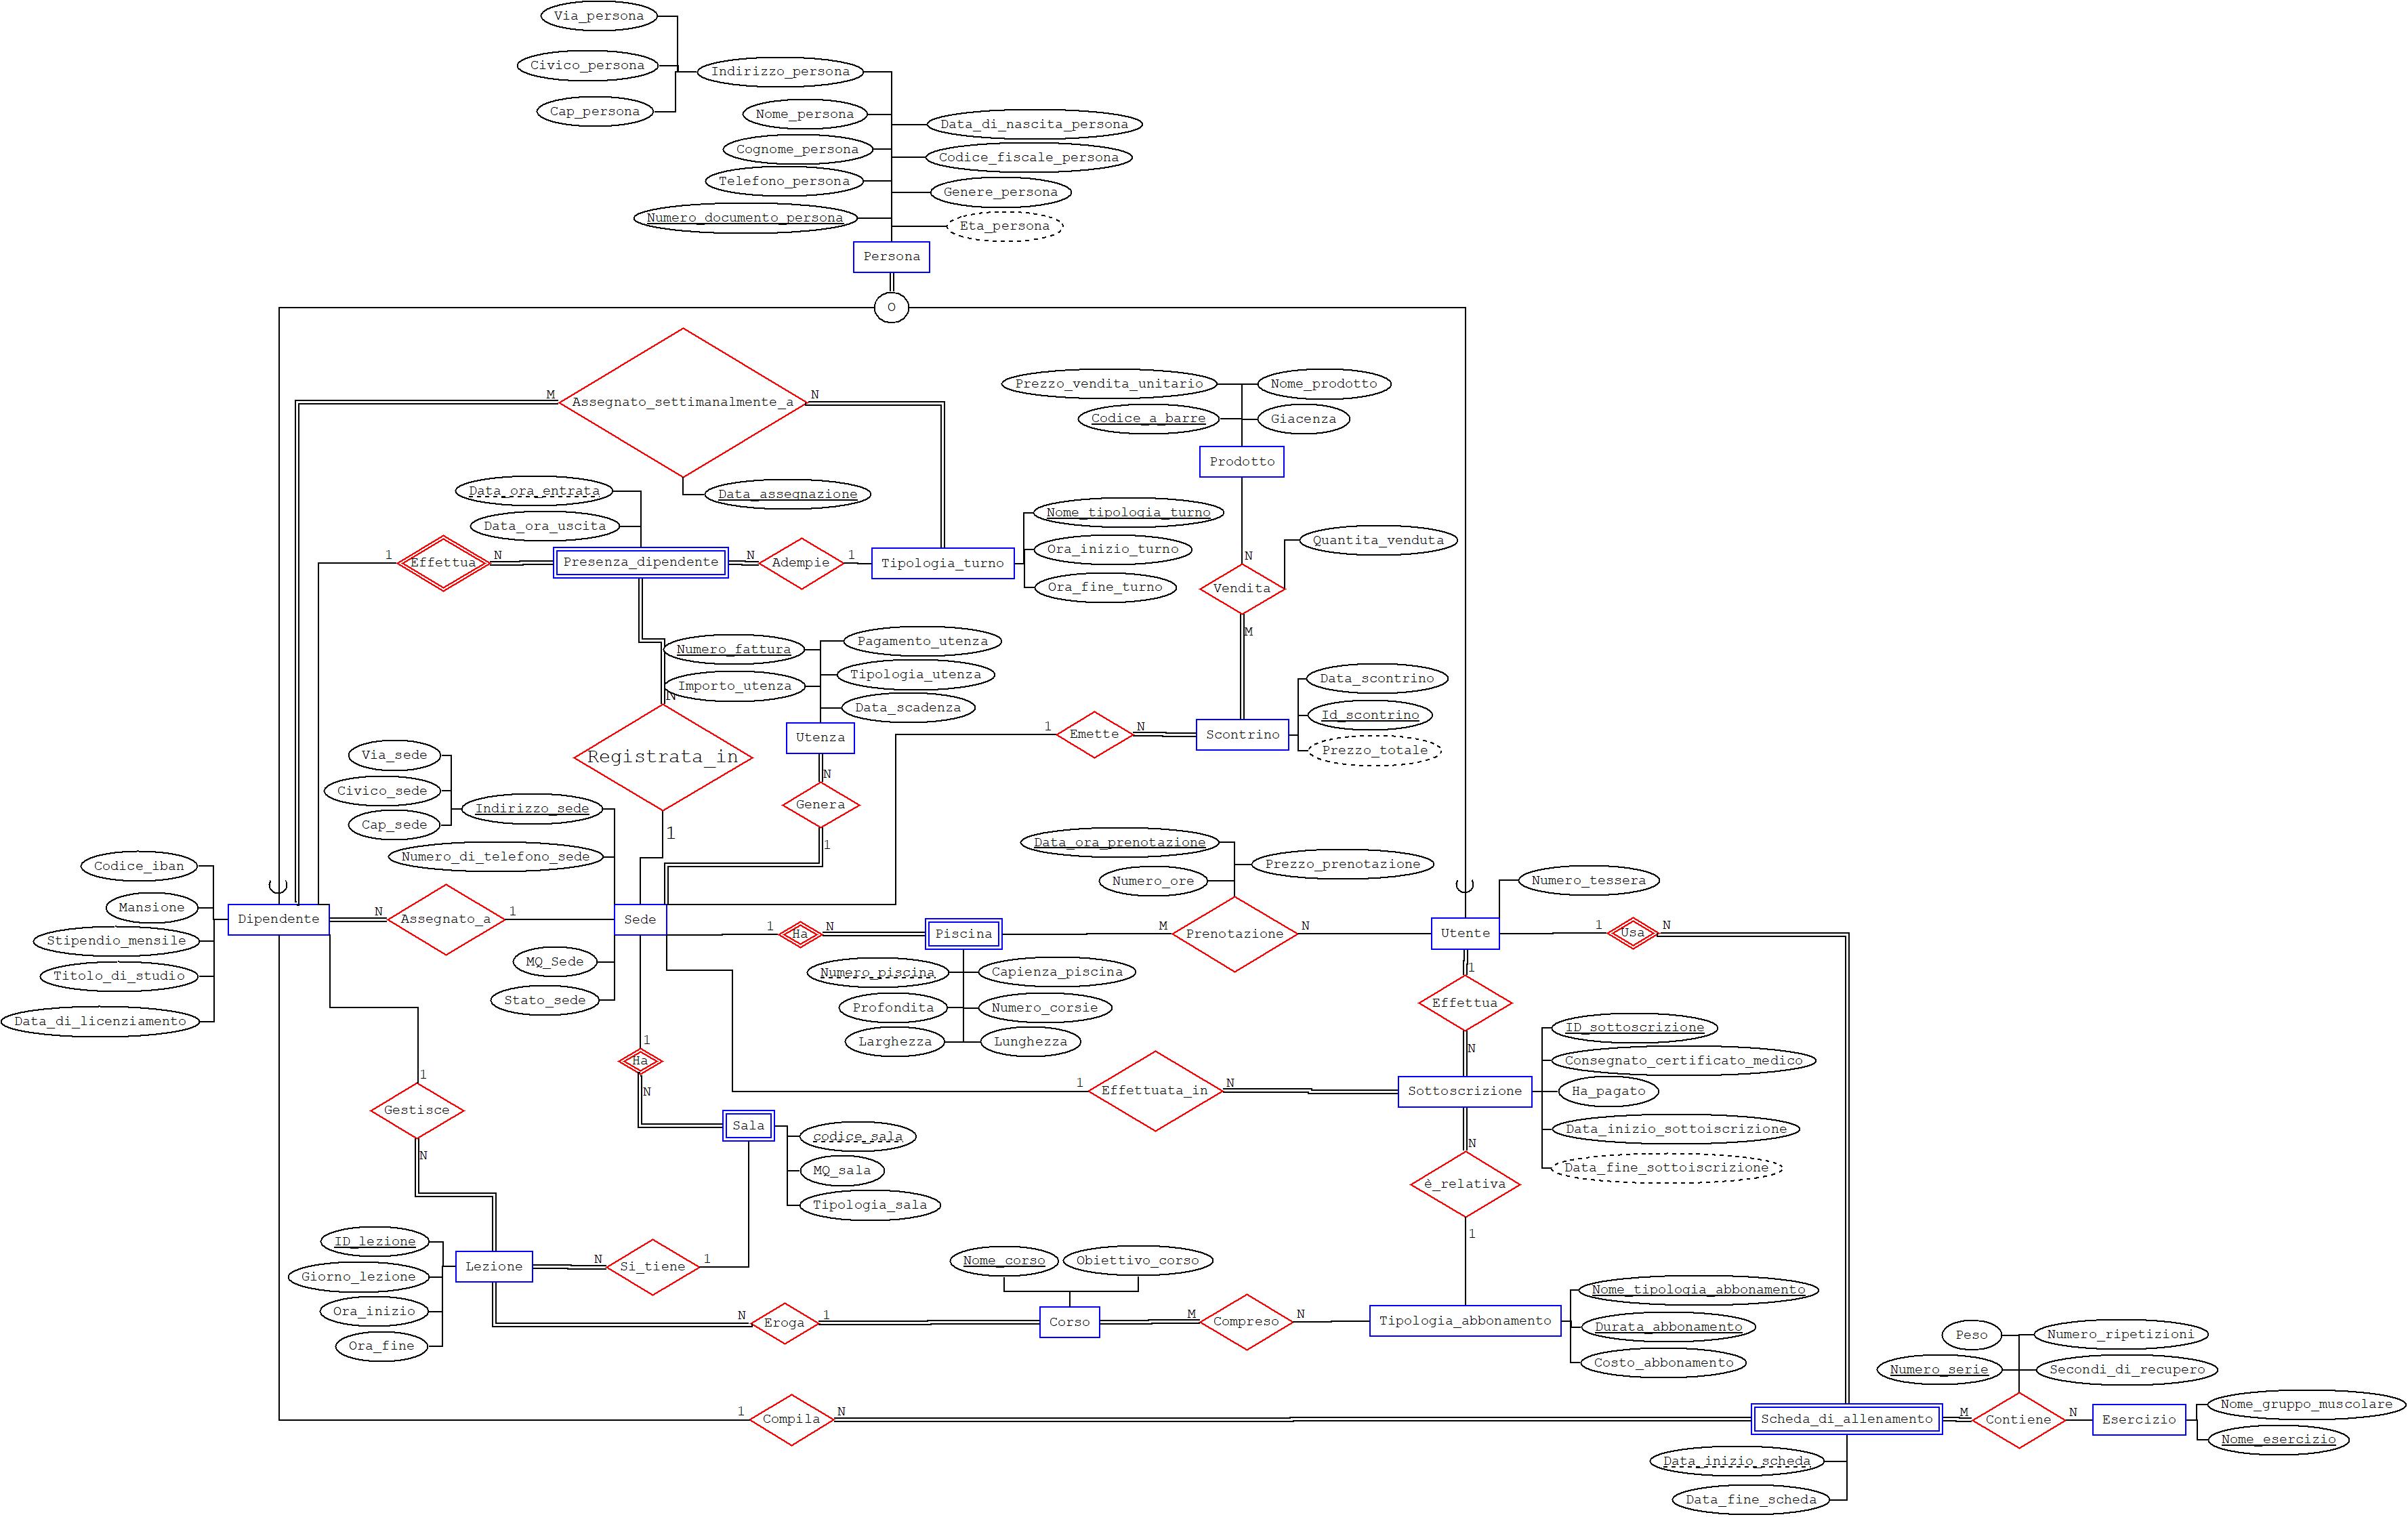 Via_persona
Civico_persona
Indirizzo_persona
Cap_persona
Nome_persona
Data_di_nascita_persona
Cognome_persona
Codice_fiscale_persona
Telefono_persona
Genere_persona
Numero_documento_persona
Eta_persona
Persona
O
Assegnato_settimanalmente_a
M
N
Data_assegnazione
Prezzo_vendita_unitario
Nome_prodotto
Codice_a_barre
Giacenza
Prodotto
Data_ora_entrata
Data_ora_uscita
1
Effettua
N
Presenza_dipendente
N
Adempie
1
Tipologia_turno
Nome_tipologia_turno
Ora_inizio_turno
Ora_fine_turno
Quantita_venduta
N
Vendita
M
Numero_fattura
Pagamento_utenza
Importo_utenza
Tipologia_utenza
Data_scadenza
Utenza
N
Registrata_in
1
N
Genera
1
1
Emette
N
Scontrino
Data_scontrino
Id_scontrino
Prezzo_totale
Via_sede
Civico_sede
Cap_sede
Indirizzo_sede
Numero_di_telefono_sede
Codice_iban
Mansione
Stipendio_mensile
Titolo_di_studio
Data_di_licenziamento
Dipendente
N
Assegnato_a
1
Sede
MQ_Sede
Stato_sede
1
Ha
N
Piscina
Numero_piscina
Capienza_piscina
Profondita
Numero_corsie
Larghezza
Lunghezza
Data_ora_prenotazione
Prezzo_prenotazione
Numero_ore
M
Prenotazione
N
Utente
Numero_tessera
1
Usa
N
1
Effettua
N
1
Ha
N
1
Effettuata_in
N
Sottoscrizione
ID_sottoscrizione
Consegnato_certificato_medico
Ha_pagato
Data_inizio_sottoiscrizione
Data_fine_sottoiscrizione
1
Gestisce
N
Sala
codice_sala
MQ_sala
Tipologia_sala
N
è_relativa
1
ID_lezione
Giorno_lezione
Ora_inizio
Ora_fine
Lezione
N
Si_tiene
1
Nome_corso
Obiettivo_corso
N
Eroga
1
Corso
M
Compreso
N
Tipologia_abbonamento
Nome_tipologia_abbonamento
Durata_abbonamento
Costo_abbonamento
Peso
Numero_ripetizioni
Numero_serie
Secondi_di_recupero
1
Compila
N
Scheda_di_allenamento
M
Contiene
N
Esercizio
Nome_gruppo_muscolare
Nome_esercizio
Data_inizio_scheda
Data_fine_scheda